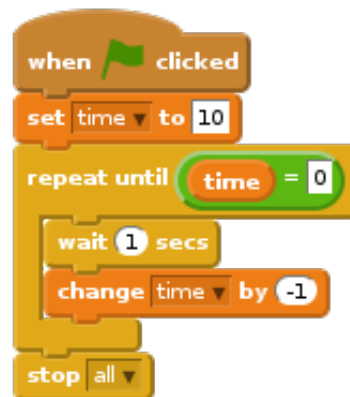 when clicked
set time to 10
repeat until time = 0
wait 1 secs
change time by -1
stop all